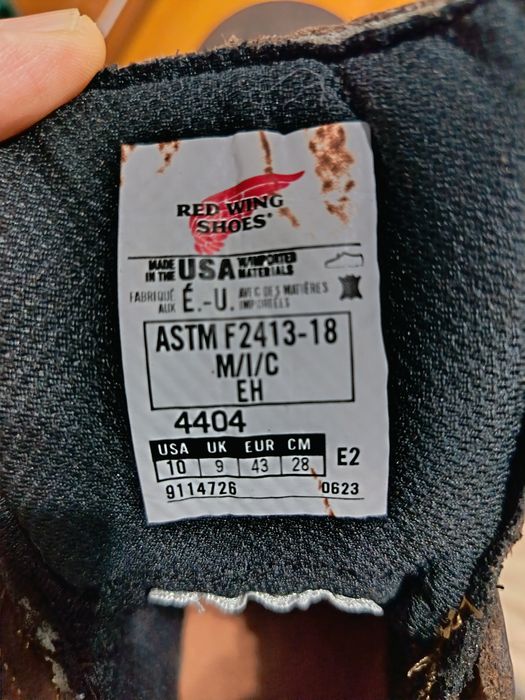 RED WING
SHOES®
MADE IN THE USA W/IMPORTED MATERIALS
FABRIQUÉ AUX É.-U. AVEC DES MATIÈRES IMPORTÉES
ASTM F2413-18
M/I/C
EH
4404
USA UK EUR CM
10 9 43 28 E2
9114726 0623